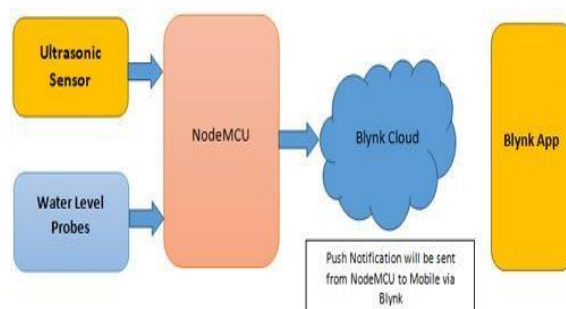 Ultrasonic
Sensor
NodeMCU
Water Level
Probes
Blynk Cloud
Push Notification will be sent
from NodeMCU to Mobile via
Blynk
Blynk App